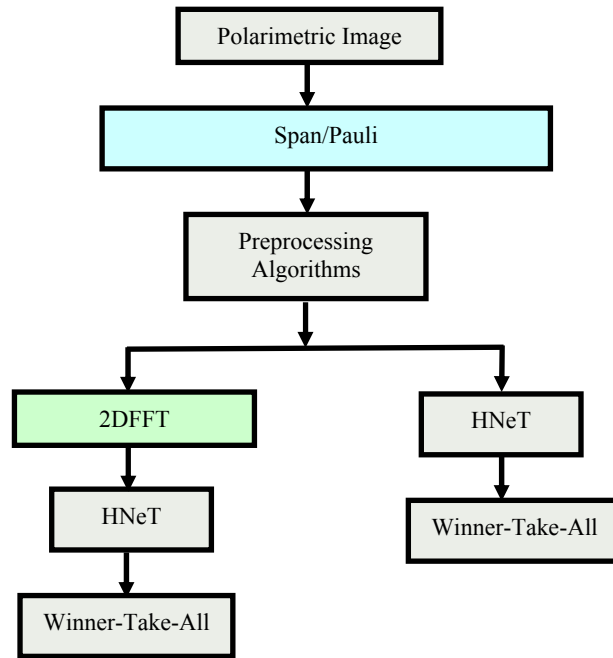 Polarimetric Image
Span/Pauli
Preprocessing
Algorithms
2DFFT
HNeT
HNeT
Winner-Take-All
Winner-Take-All